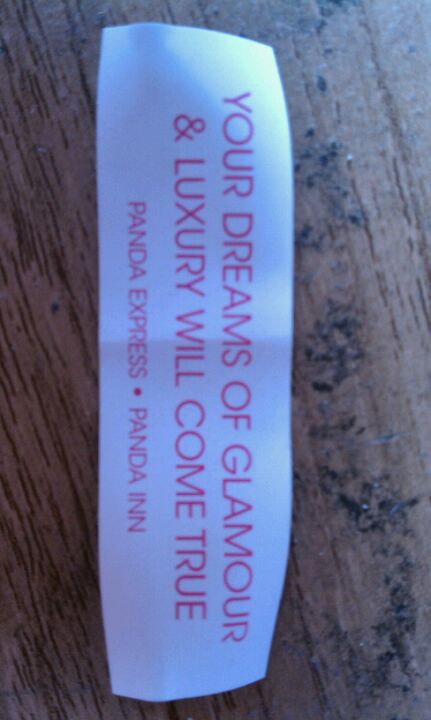 YOUR DREAMS OF GLAMOUR
& LUXURY WILL COME TRUE
PANDA EXPRESS • PANDA INN